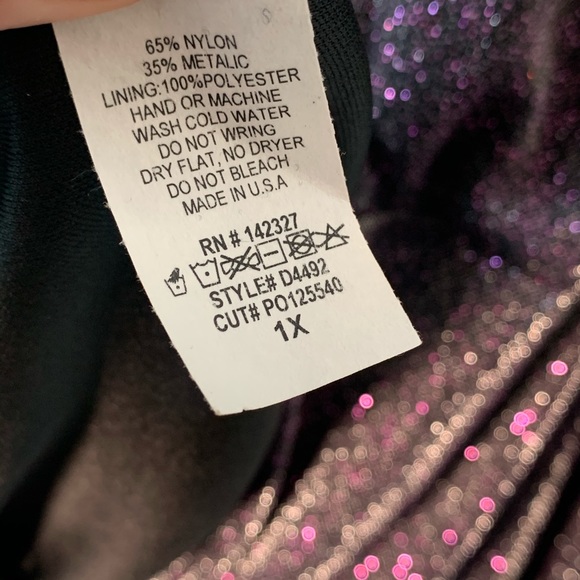 65% NYLON
35% METALIC
LINING:100%POLYESTER
HAND OR MACHINE
WASH COLD WATER
DO NOT WRING
DRY FLAT, NO DRYER
DO NOT BLEACH
MADE IN U.S.A
RN # 142327
STYLE# D4492
CUT# PO125540
1X